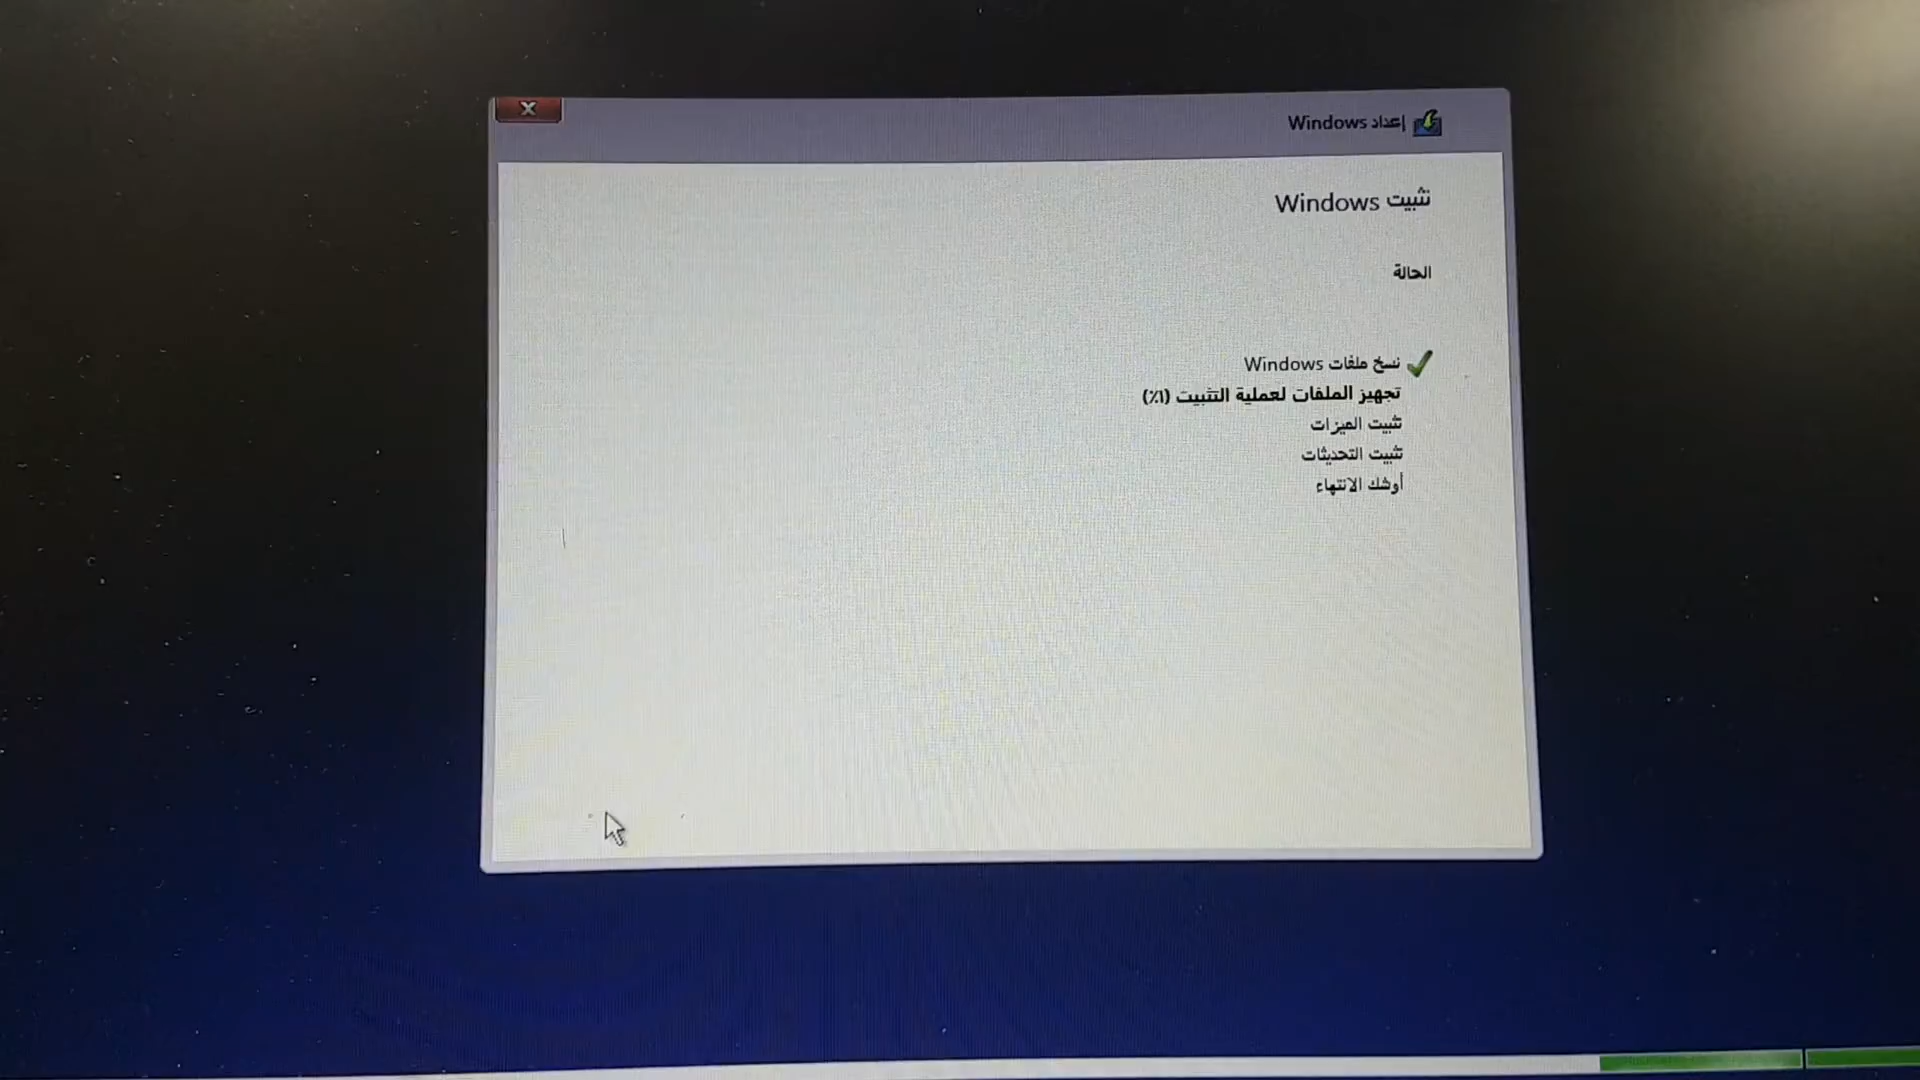 إعداد Windows
تثبيت Windows
الحالة
نسخ ملفات Windows
تجهيز الملفات لعملية التثبيت (١٪)
تثبيت الميزات
تثبيت التحديثات
أوشك الانتهاء